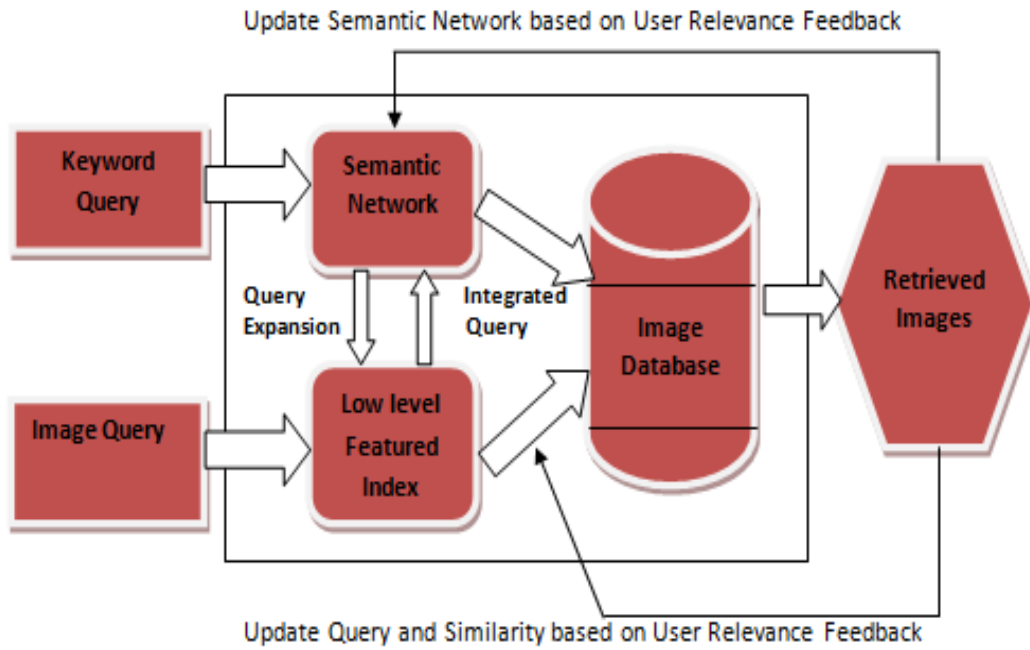 Update Semantic Network based on User Relevance Feedback
Keyword
Query
Semantic
Network
Query
Expansion
Integrated
Query
Image
Database
Retrieved
Images
Image Query
Low level
Featured
Index
Update Query and Similarity based on User Relevance Feedback